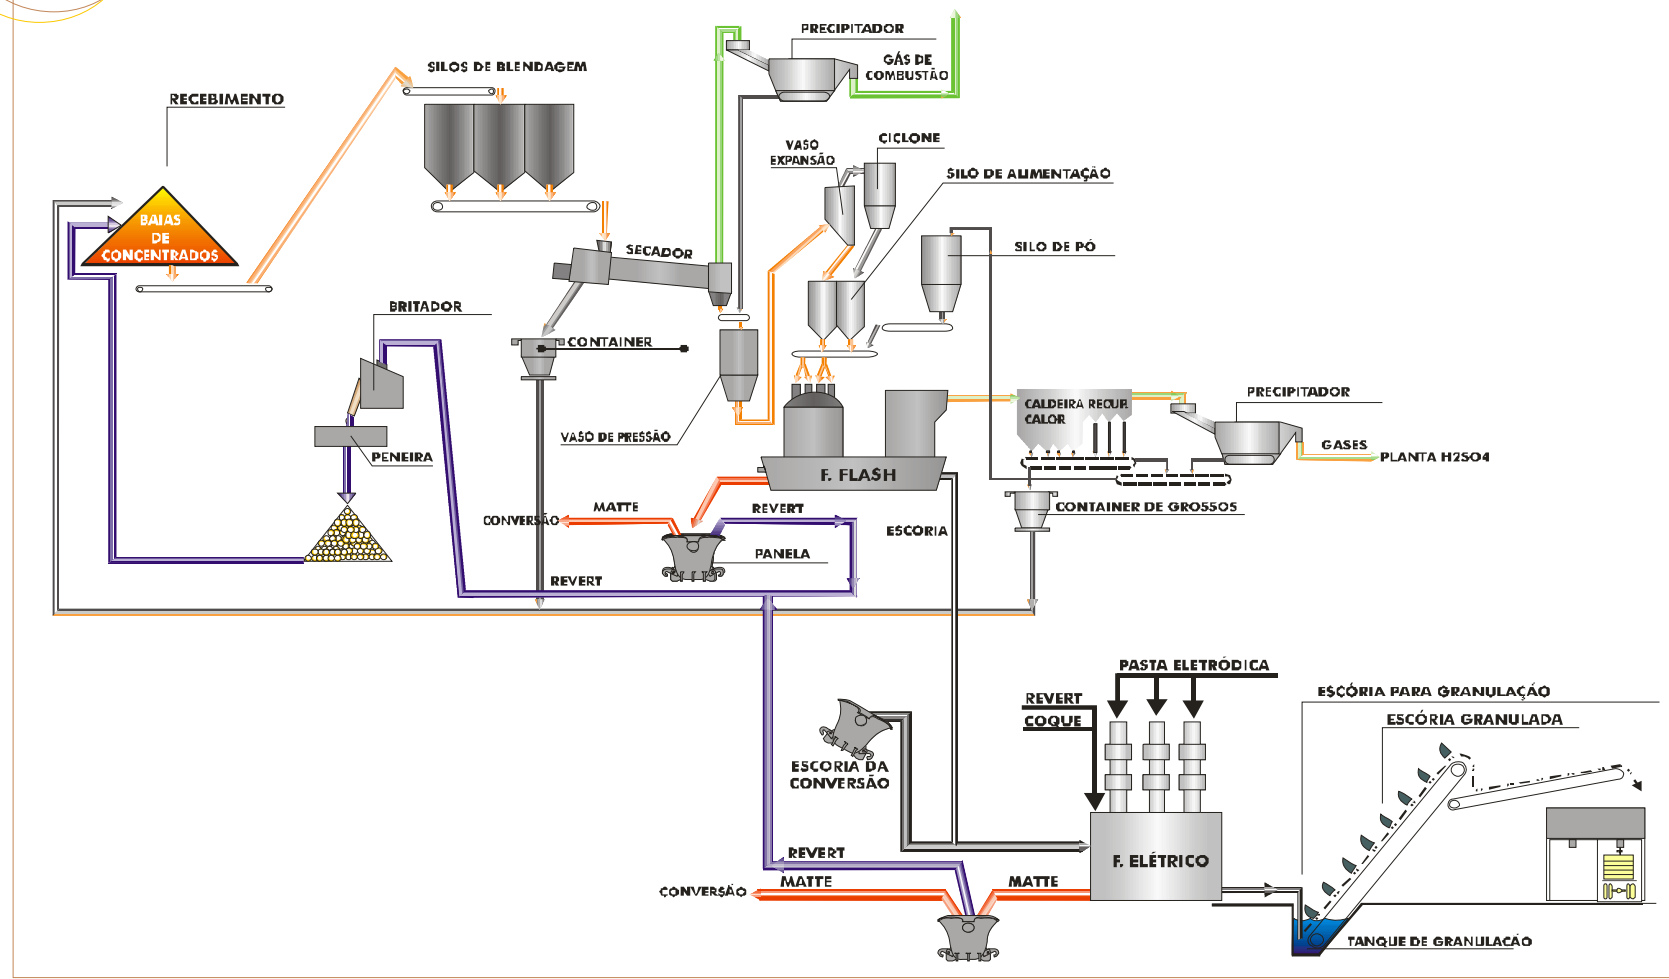 PRECIPITADOR
GÁS DE
COMBUSTÃO
SILOS DE BLENDAGEM
RECEBIMENTO
VASO
EXPANSÃO
CICLONE
SILO DE ALIMENTAÇÃO
BAIAS
DE
CONCENTRADOS
SECADOR
SILO DE PÓ
BRITADOR
CONTAINER
CALDEIRA RECUP.
CALOR
PRECIPITADOR
VASO DE PRESSÃO
GASES
PLANTA H2SO4
PENEIRA
F. FLASH
MATTE
REVERT
CONVERSÃO
CONTAINER DE GROSSOS
ESCORIA
PANELA
REVERT
PASTA ELETRÓDICA
REVERT
COQUE
ESCÓRIA PARA GRANULAÇÃO
ESCÓRIA GRANULADA
ESCORIA DA
CONVERSÃO
REVERT
F. ELÉTRICO
CONVERSÃO
MATTE
MATTE
TANQUE DE GRANULACÃO